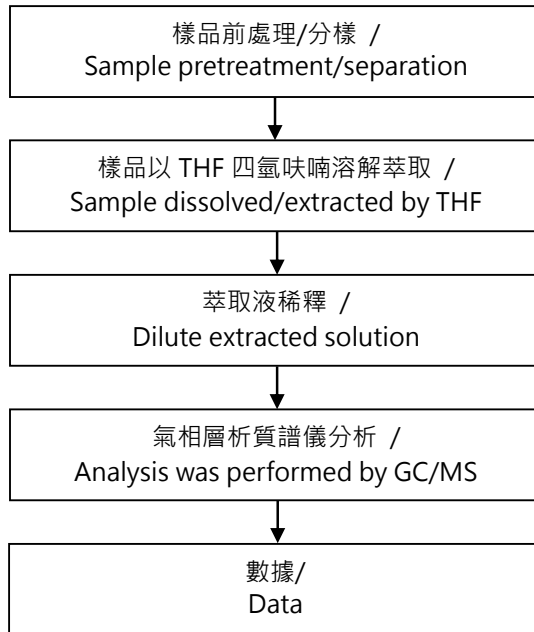 樣品前處理/分樣 /
Sample pretreatment/separation
樣品以 THF 四氫呋喃溶解萃取 /
Sample dissolved/extracted by THF
萃取液稀釋 /
Dilute extracted solution
氣相層析質譜儀分析 /
Analysis was performed by GC/MS
數據/
Data